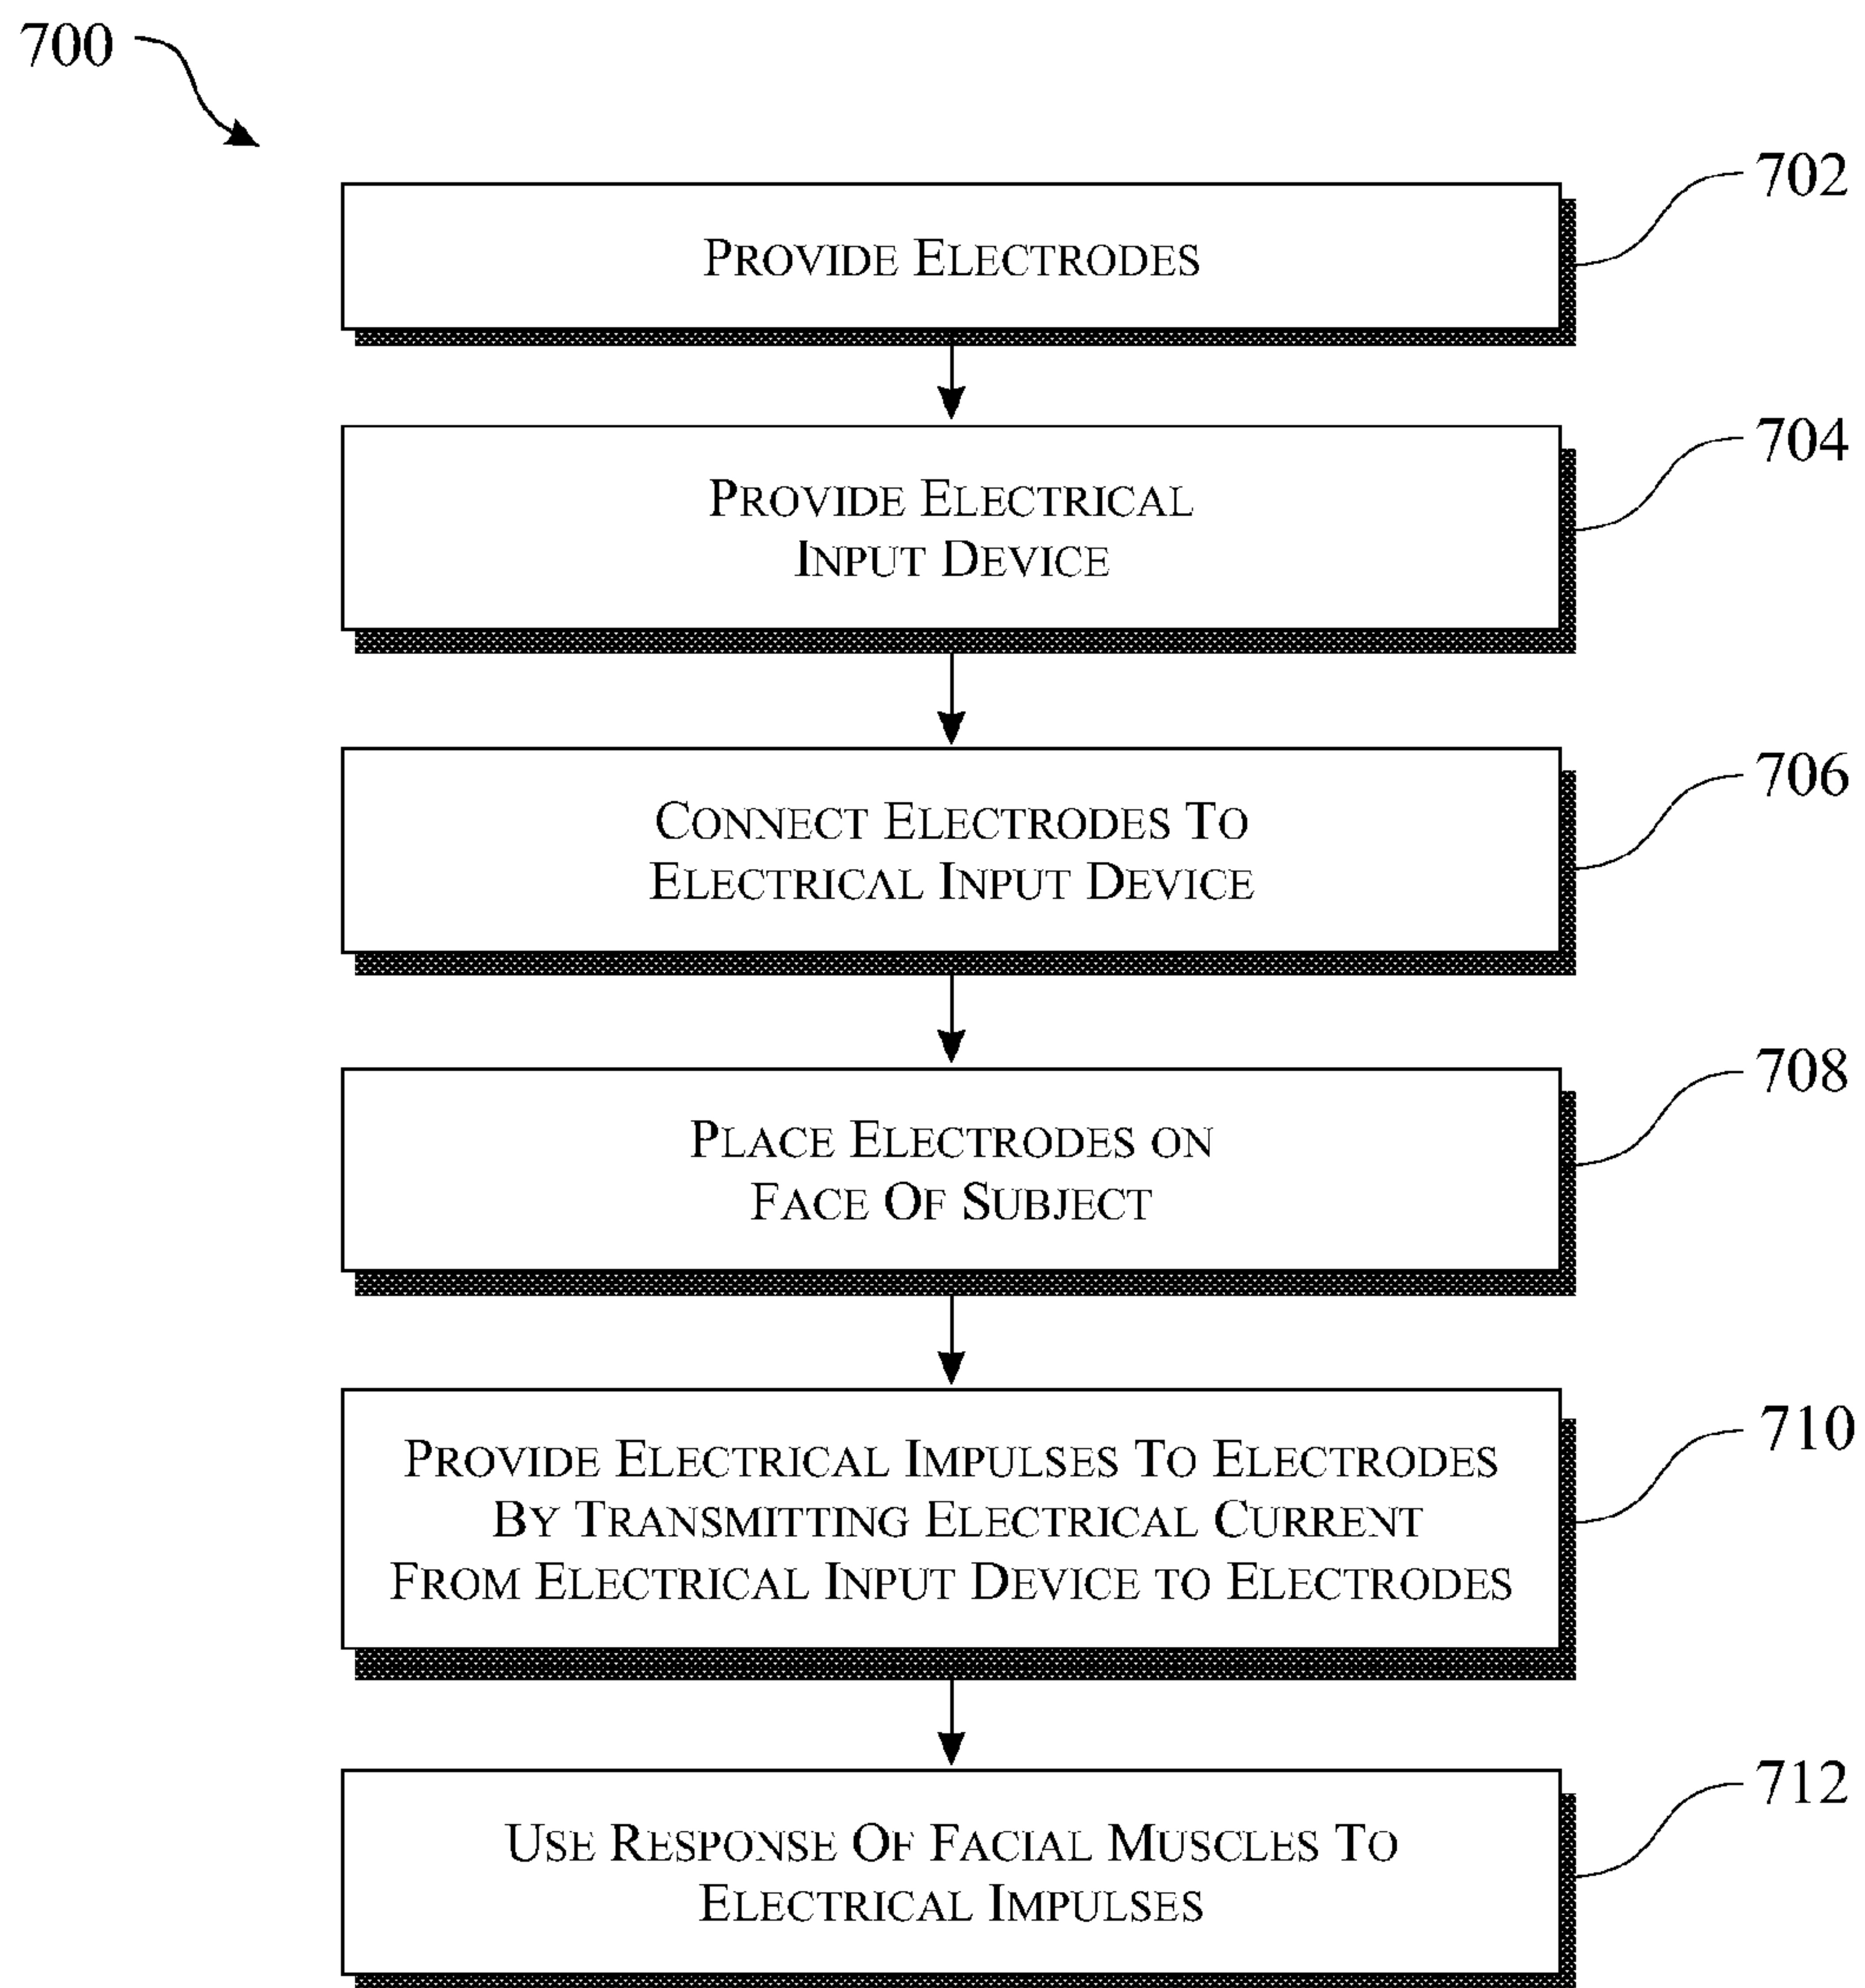 700
702
PROVIDE ELECTRODES
704
PROVIDE ELECTRICAL
INPUT DEVICE
706
CONNECT ELECTRODES TO
ELECTRICAL INPUT DEVICE
708
PLACE ELECTRODES ON
FACE OF SUBJECT
710
PROVIDE ELECTRICAL IMPULSES TO ELECTRODES
BY TRANSMITTING ELECTRICAL CURRENT
FROM ELECTRICAL INPUT DEVICE TO ELECTRODES
712
USE RESPONSE OF FACIAL MUSCLES TO
ELECTRICAL IMPULSES